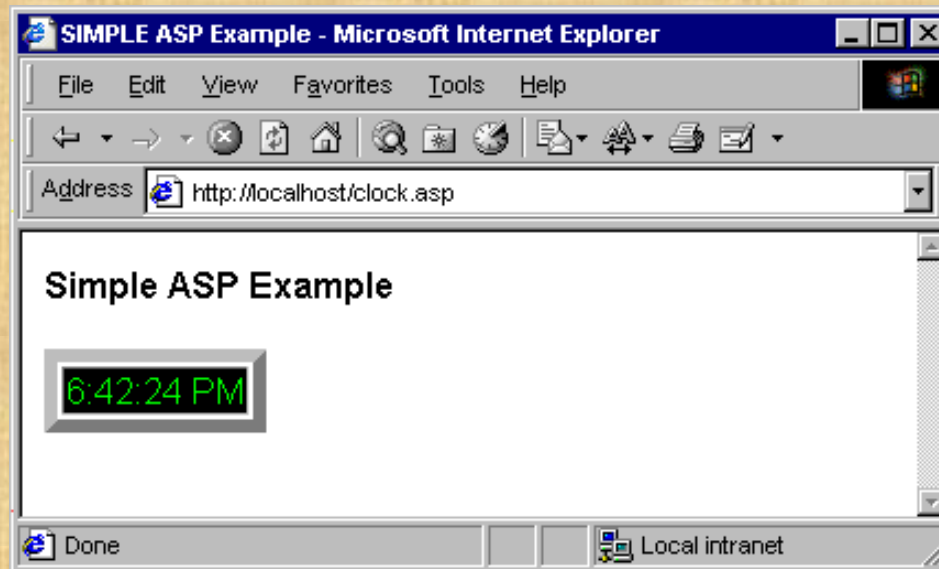 SIMPLE ASP Example - Microsoft Internet Explorer
File Edit View Favorites Tools Help
Address http://localhost/clock.asp
Simple ASP Example
6:42:24 PM
Done Local intranet